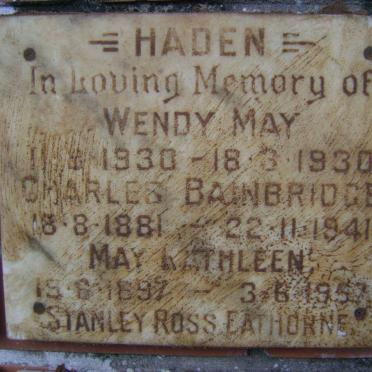 HADEN
In Loving Memory of
WENDY MAY
1930 - 18·3·1930
CHARLES BAINBRIDGE
18·8·1881 - 22·11·1941
MAY KATHLEEN,
3·6·1957
STANLEY ROSS EATHORNE.